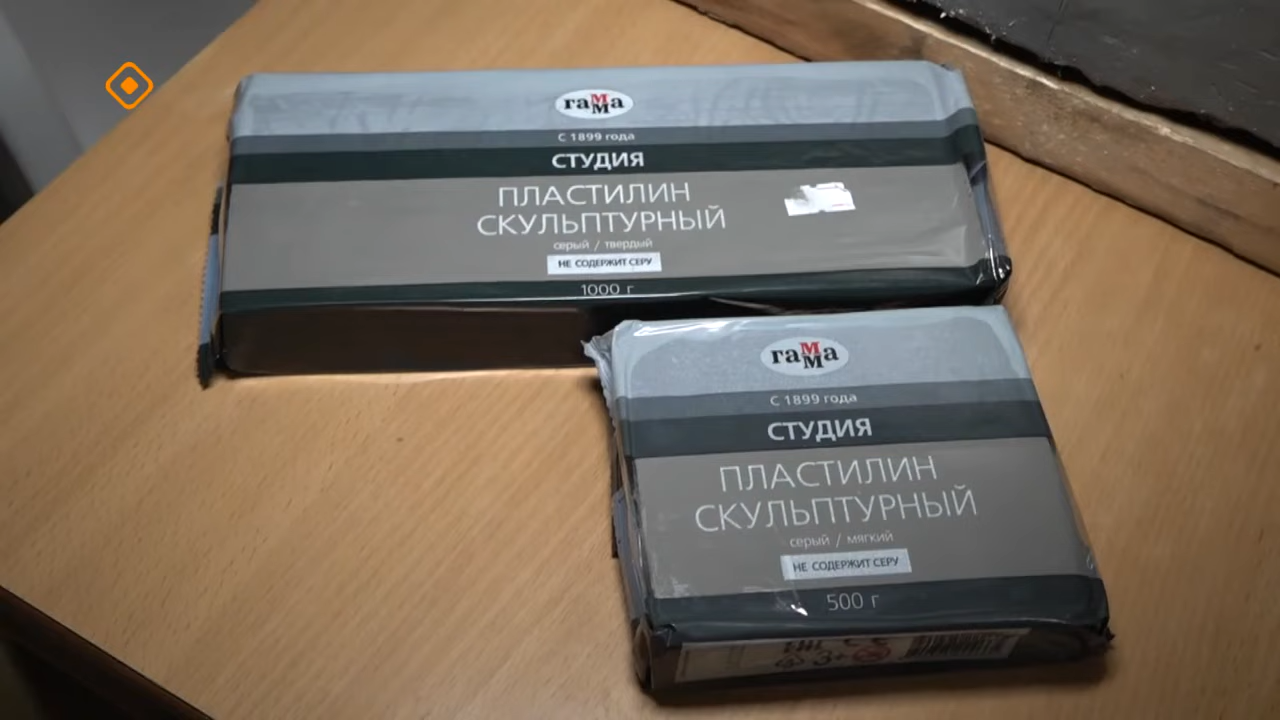 гамма
С 1899 года
СТУДИЯ
ПЛАСТИЛИН
СКУЛЬПТУРНЫЙ
серый / твердый
НЕ СОДЕРЖИТ СЕРУ
1000 г
гамма
С 1899 года
СТУДИЯ
ПЛАСТИЛИН
СКУЛЬПТУРНЫЙ
серый / мягкий
НЕ СОДЕРЖИТ СЕРУ
500 г
3+